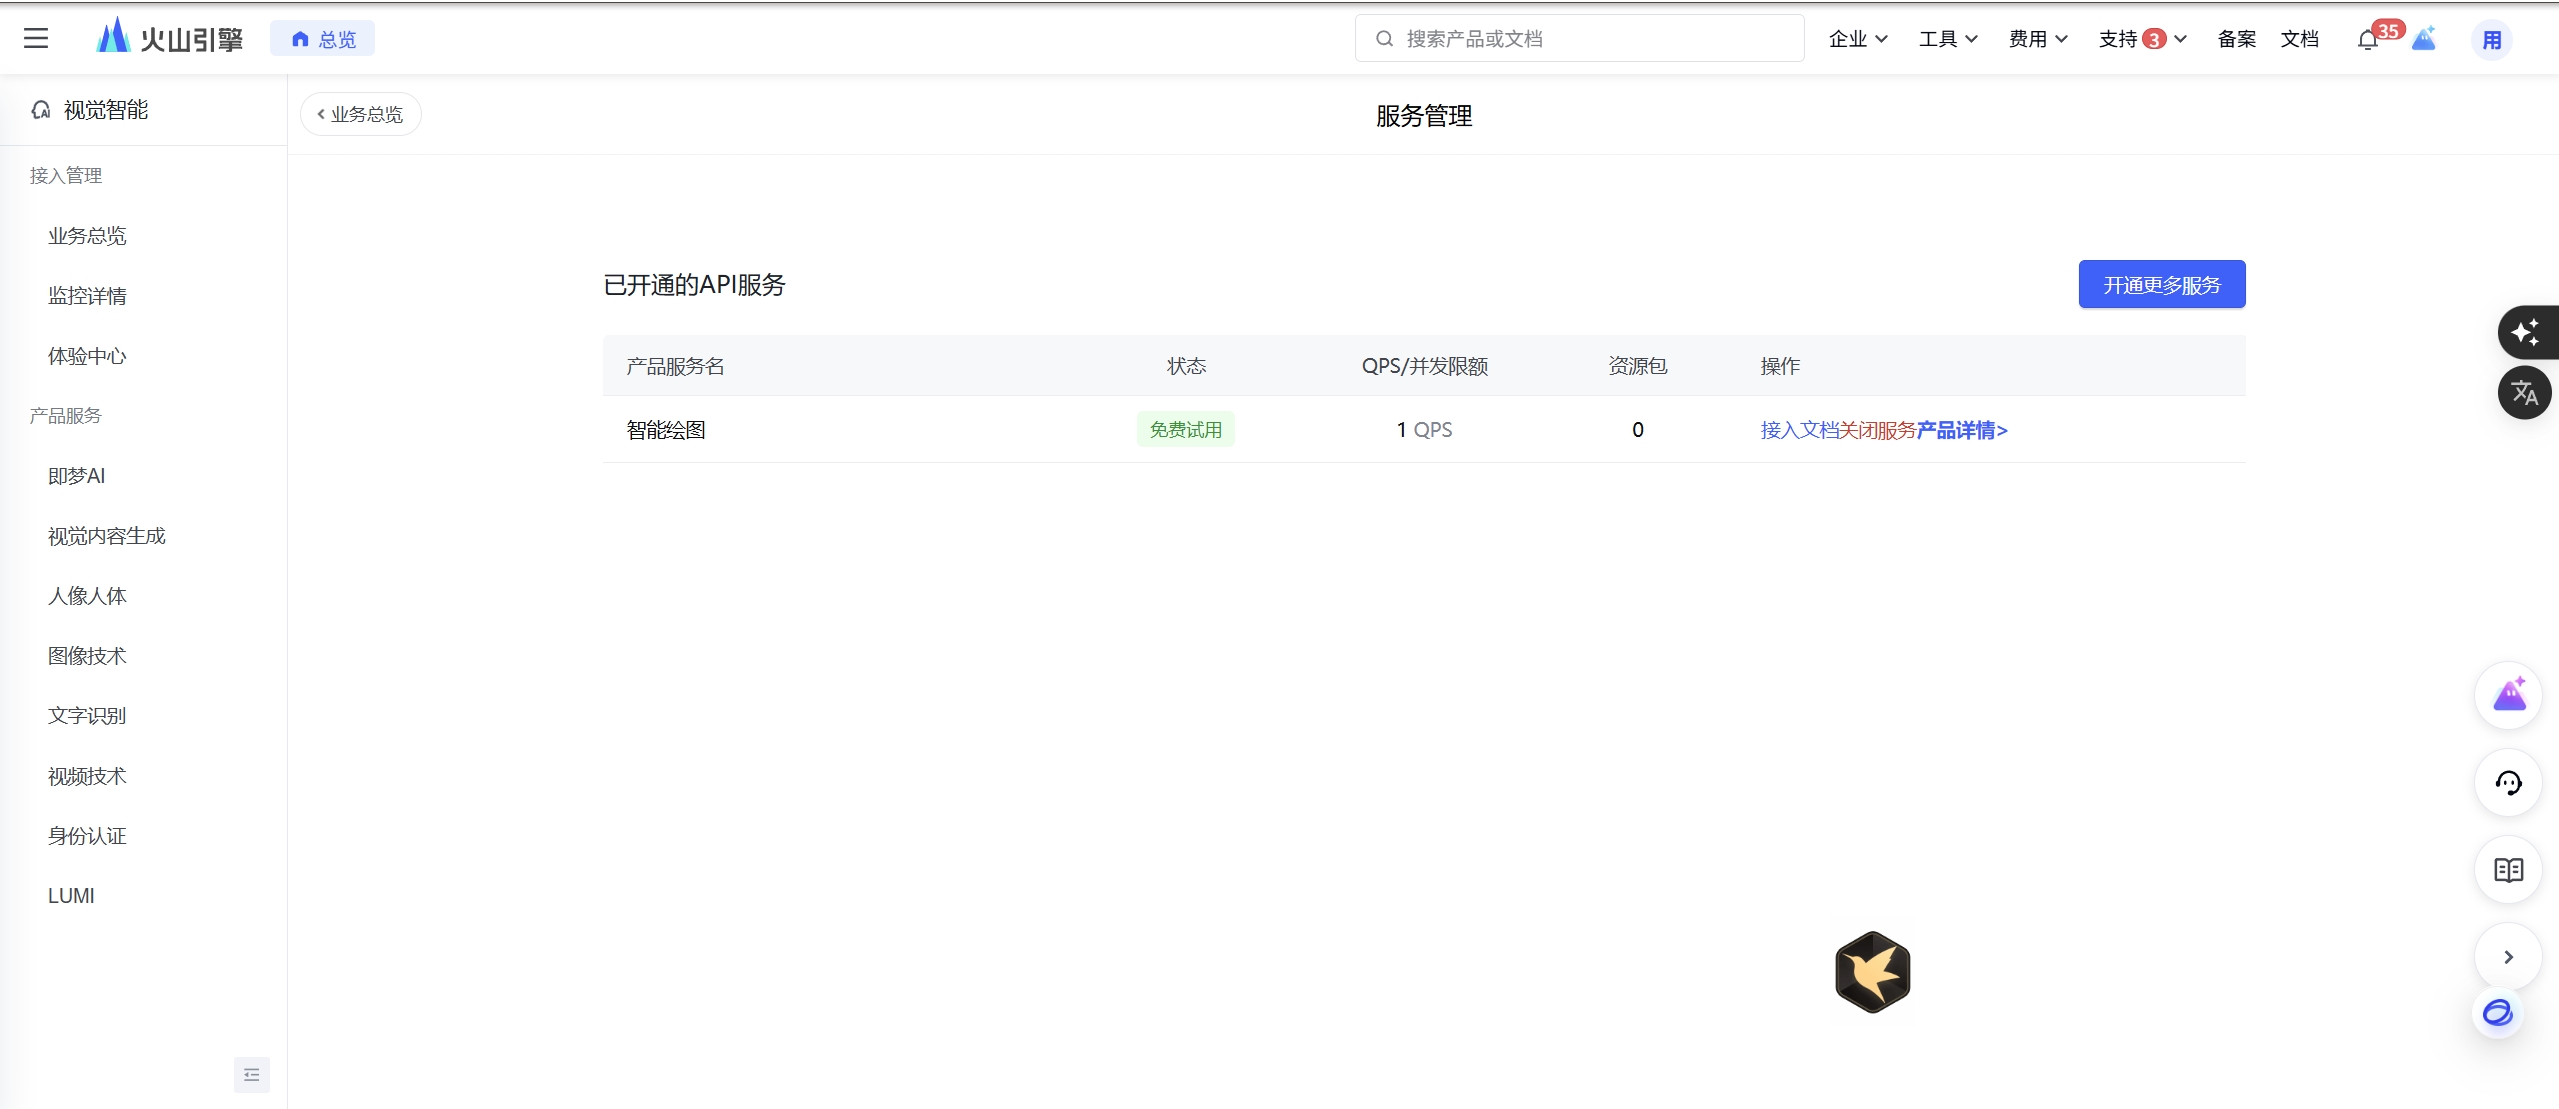 火山引擎 总览 搜索产品或文档 企业 工具 费用 支持 3 备案 文档 35 用
视觉智能
接入管理
业务总览
监控详情
体验中心
产品服务
即梦AI
视觉内容生成
人像人体
图像技术
文字识别
视频技术
身份认证
LUMI
业务总览 服务管理
已开通的API服务 开通更多服务
产品服务名 状态 QPS/并发限额 资源包 操作
智能绘图 免费试用 1 QPS 0 接入文档关闭服务产品详情>